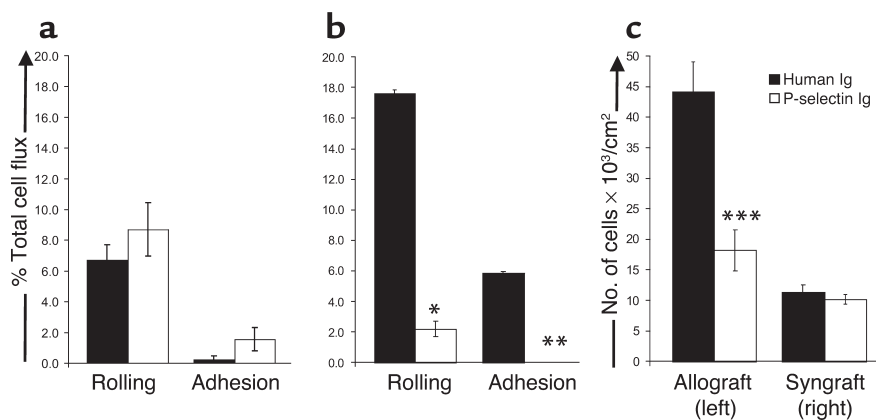 a
% Total cell flux
20.0
18.0
16.0
14.0
12.0
10.0
8.0
6.0
4.0
2.0
0.0
Rolling
Adhesion
b
20.0
18.0
16.0
14.0
12.0
10.0
8.0
6.0
4.0
2.0
0.0
*
**
Rolling
Adhesion
c
No. of cells × 10³/cm²
50
45
40
35
30
25
20
15
10
5
0
Human Ig
P-selectin Ig
***
Allograft
(left)
Syngraft
(right)